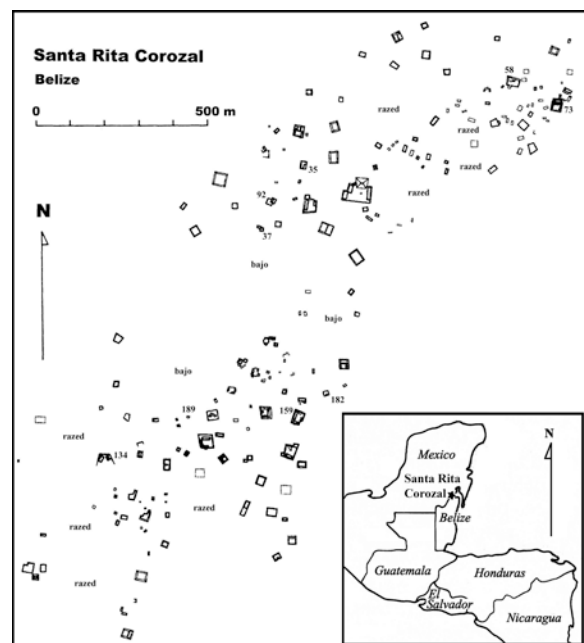 Santa Rita Corozal
Belize
0 500 m
58
73
razed
razed
razed
35
razed
92
37
N
bajo
bajo
bajo
182
189 159
razed
134
razed
razed
razed
N
Mexico
Santa Rita
Corozal
Belize
Guatemala
Honduras
El
Salvador
Nicaragua